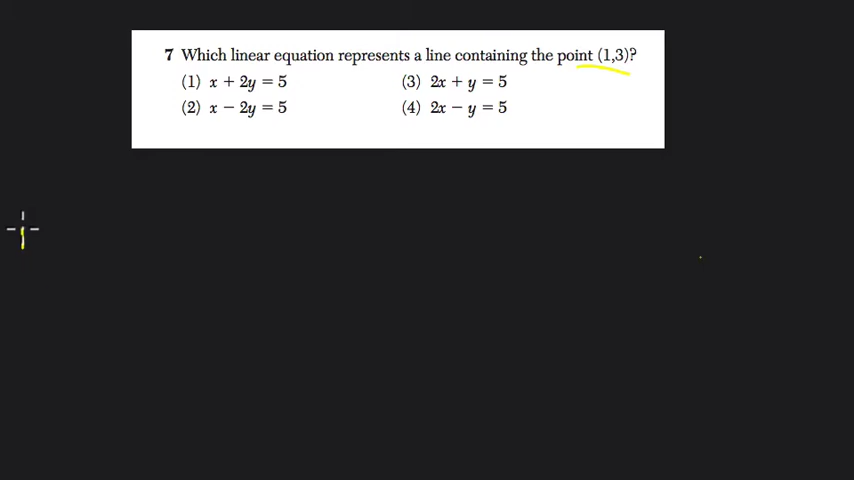 7 Which linear equation represents a line containing the point (1,3)?
(1) x + 2y = 5 (3) 2x + y = 5
(2) x − 2y = 5 (4) 2x − y = 5